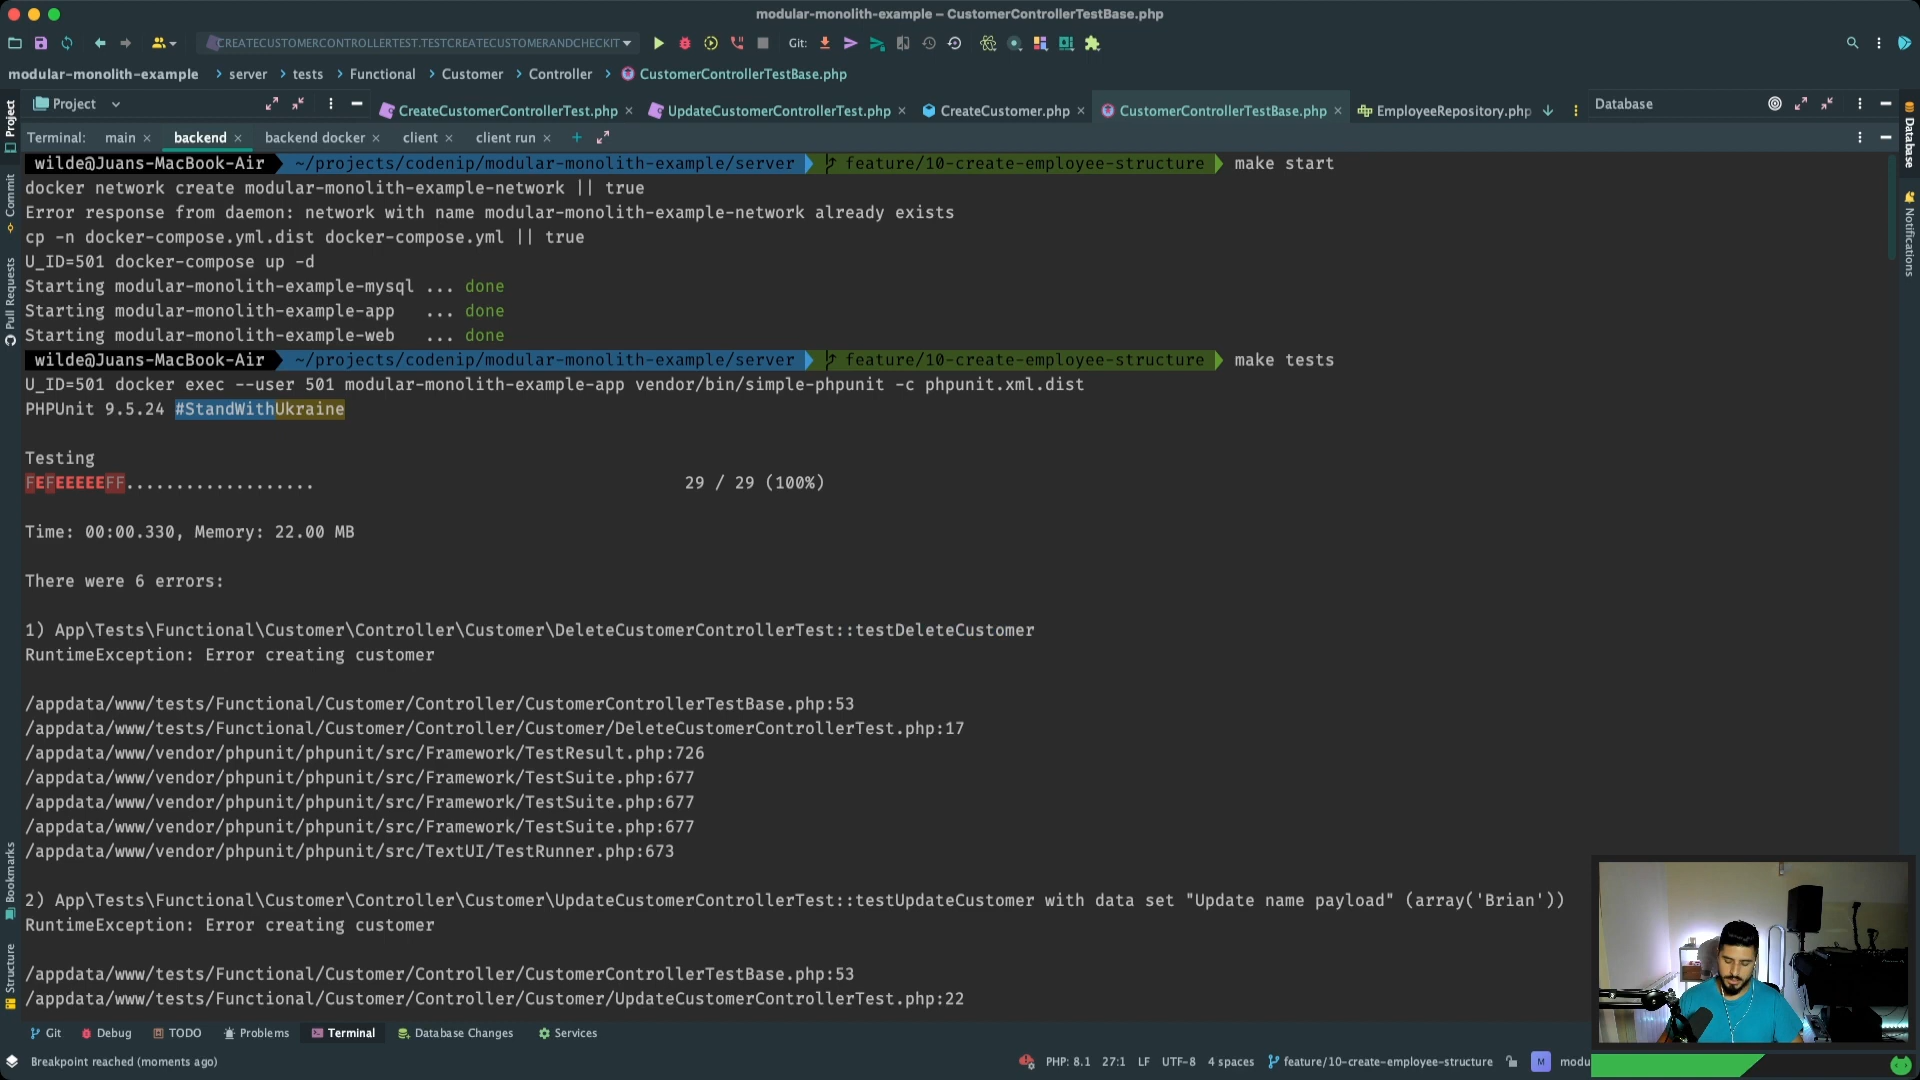 modular-monolith-example – CustomerControllerTestBase.php
CREATECUSTOMERCONTROLLERTEST.TESTCREATECUSTOMERANDCHECKIT
Git:
modular-monolith-example › server › tests › Functional › Customer › Controller › CustomerControllerTestBase.php
Project
CreateCustomerControllerTest.php
UpdateCustomerControllerTest.php
CreateCustomer.php
CustomerControllerTestBase.php
EmployeeRepository.php
Database
Terminal: main backend backend docker client client run
wilde@Juans-MacBook-Air ~/projects/codenip/modular-monolith-example/server feature/10-create-employee-structure make start
docker network create modular-monolith-example-network || true
Error response from daemon: network with name modular-monolith-example-network already exists
cp -n docker-compose.yml.dist docker-compose.yml || true
U_ID=501 docker-compose up -d
Starting modular-monolith-example-mysql ... done
Starting modular-monolith-example-app ... done
Starting modular-monolith-example-web ... done
wilde@Juans-MacBook-Air ~/projects/codenip/modular-monolith-example/server feature/10-create-employee-structure make tests
U_ID=501 docker exec --user 501 modular-monolith-example-app vendor/bin/simple-phpunit -c phpunit.xml.dist
PHPUnit 9.5.24 #StandWithUkraine
Testing
FEFEEEEEFF................... 29 / 29 (100%)
Time: 00:00.330, Memory: 22.00 MB
There were 6 errors:
1) App\Tests\Functional\Customer\Controller\Customer\DeleteCustomerControllerTest::testDeleteCustomer
RuntimeException: Error creating customer
/appdata/www/tests/Functional/Customer/Controller/CustomerControllerTestBase.php:53
/appdata/www/tests/Functional/Customer/Controller/Customer/DeleteCustomerControllerTest.php:17
/appdata/www/vendor/phpunit/phpunit/src/Framework/TestResult.php:726
/appdata/www/vendor/phpunit/phpunit/src/Framework/TestSuite.php:677
/appdata/www/vendor/phpunit/phpunit/src/Framework/TestSuite.php:677
/appdata/www/vendor/phpunit/phpunit/src/Framework/TestSuite.php:677
/appdata/www/vendor/phpunit/phpunit/src/TextUI/TestRunner.php:673
2) App\Tests\Functional\Customer\Controller\Customer\UpdateCustomerControllerTest::testUpdateCustomer with data set "Update name payload" (array('Brian'))
RuntimeException: Error creating customer
/appdata/www/tests/Functional/Customer/Controller/CustomerControllerTestBase.php:53
/appdata/www/tests/Functional/Customer/Controller/Customer/UpdateCustomerControllerTest.php:22
Project
Commit
Pull Requests
Bookmarks
Structure
Database
Notifications
Git Debug TODO Problems Terminal Database Changes Services
Breakpoint reached (moments ago)
PHP: 8.1 27:1 LF UTF-8 4 spaces feature/10-create-employee-structure M modu